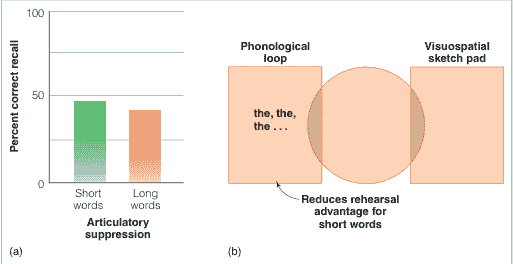 100
50
0
Percent correct recall
Short
words
Long
words
Articulatory
suppression
(a)
Phonological
loop
Visuospatial
sketch pad
the, the,
the . . .
Reduces rehearsal
advantage for
short words
(b)